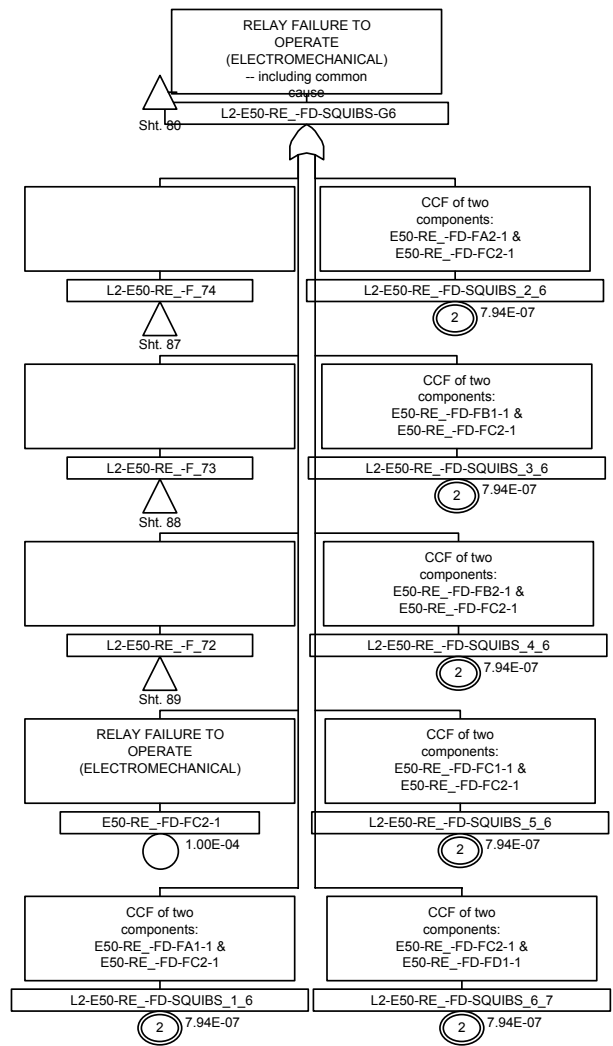 RELAY FAILURE TO
OPERATE
(ELECTROMECHANICAL)
-- including common
cause
L2-E50-RE_-FD-SQUIBS-G6
Sht. 80
L2-E50-RE_-F_74
Sht. 87
CCF of two
components:
E50-RE_-FD-FA2-1 &
E50-RE_-FD-FC2-1
L2-E50-RE_-FD-SQUIBS_2_6
2
7.94E-07
L2-E50-RE_-F_73
Sht. 88
CCF of two
components:
E50-RE_-FD-FB1-1 &
E50-RE_-FD-FC2-1
L2-E50-RE_-FD-SQUIBS_3_6
2
7.94E-07
L2-E50-RE_-F_72
Sht. 89
CCF of two
components:
E50-RE_-FD-FB2-1 &
E50-RE_-FD-FC2-1
L2-E50-RE_-FD-SQUIBS_4_6
2
7.94E-07
RELAY FAILURE TO
OPERATE
(ELECTROMECHANICAL)
E50-RE_-FD-FC2-1
1.00E-04
CCF of two
components:
E50-RE_-FD-FC1-1 &
E50-RE_-FD-FC2-1
L2-E50-RE_-FD-SQUIBS_5_6
2
7.94E-07
CCF of two
components:
E50-RE_-FD-FA1-1 &
E50-RE_-FD-FC2-1
L2-E50-RE_-FD-SQUIBS_1_6
2
7.94E-07
CCF of two
components:
E50-RE_-FD-FC2-1 &
E50-RE_-FD-FD1-1
L2-E50-RE_-FD-SQUIBS_6_7
2
7.94E-07